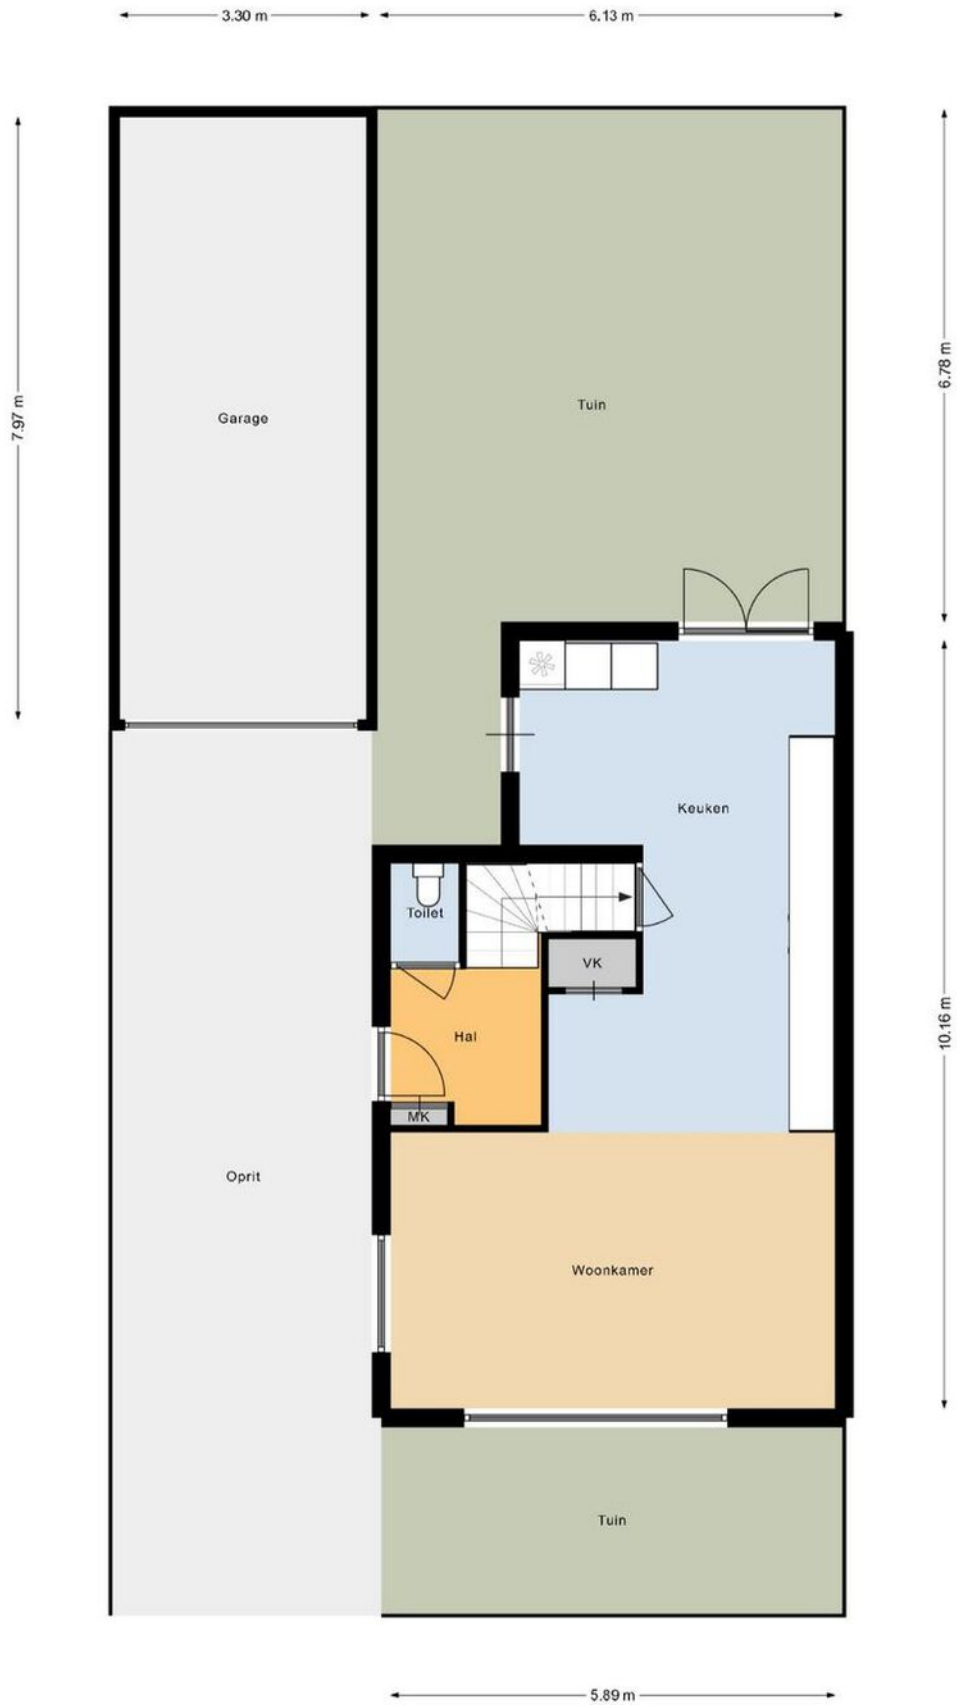 3.30 m
6.13 m
7.97 m
6.78 m
Garage
Tuin
Keuken
Toilet
VK
Hal
10.16 m
MK
Oprit
Woonkamer
Tuin
5.89 m